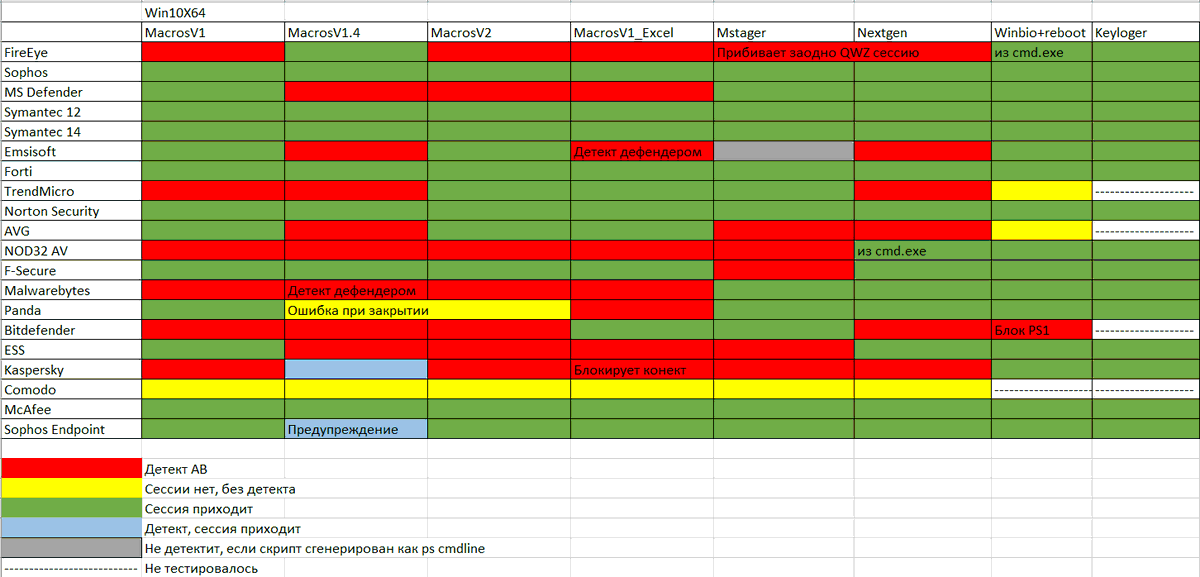 Win10X64
MacrosV1 MacrosV1.4 MacrosV2 MacrosV1_Excel Mstager Nextgen Winbio+reboot Keyloger
FireEye Прибивает заодно QWZ сессию из cmd.exe
Sophos
MS Defender
Symantec 12
Symantec 14
Emsisoft Детект дефендером
Forti
TrendMicro --------------------
Norton Security
AVG --------------------
NOD32 AV из cmd.exe
F-Secure
Malwarebytes Детект дефендером
Panda Ошибка при закрытии
Bitdefender Блок PS1 --------------------
ESS
Kaspersky Блокирует конект
Comodo -------------------- --------------------
McAfee
Sophos Endpoint Предупреждение
Детект АВ
Сессии нет, без детекта
Сессия приходит
Детект, сессия приходит
Не детектит, если скрипт сгенерирован как ps cmdline
--------------------------- Не тестировалось